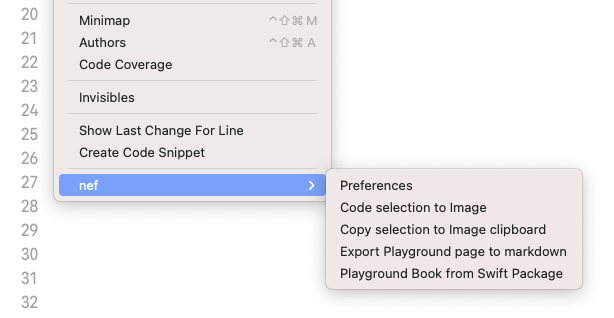 20
21
22
23
24
25
26
27
28
29
30
31
32
Minimap ⌃⇧⌘ M
Authors ⌃⇧⌘ A
Code Coverage
Invisibles
Show Last Change For Line
Create Code Snippet
nef >
Preferences
Code selection to Image
Copy selection to Image clipboard
Export Playground page to markdown
Playground Book from Swift Package